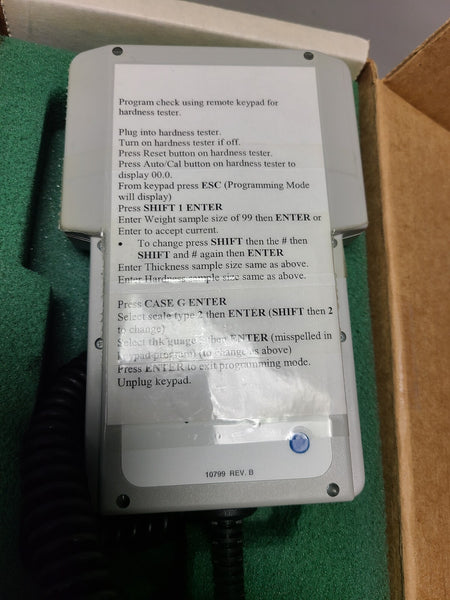 Program check using remote keypad for
hardness tester.
Plug into hardness tester.
Turn on hardness tester if off.
Press Reset button on hardness tester.
Press Auto/Cal button on hardness tester to
display 00.0.
From keypad press ESC (Programming Mode
will display)
Press SHIFT 1 ENTER
Enter Weight sample size of 99 then ENTER or
Enter to accept current.
• To change press SHIFT then the # then
SHIFT and # again then ENTER
Enter Thickness sample size same as above.
Enter Hardness sample size same as above.
Press CASE G ENTER
Select scale type 2 then ENTER (SHIFT then 2
to change)
Select thk guage then ENTER (misspelled in
keypad program) (to change as above)
Press ENTER to exit programming mode.
Unplug keypad.
10799 REV. B